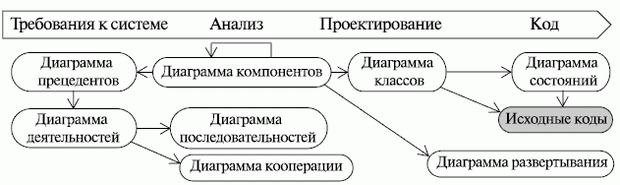 Требования к системе Анализ Проектирование Код
Диаграмма
прецедентов
Диаграмма компонентов
Диаграмма
классов
Диаграмма
состояний
Диаграмма
деятельностей
Диаграмма
последовательностей
Исходные коды
Диаграмма кооперации
Диаграмма развертывания